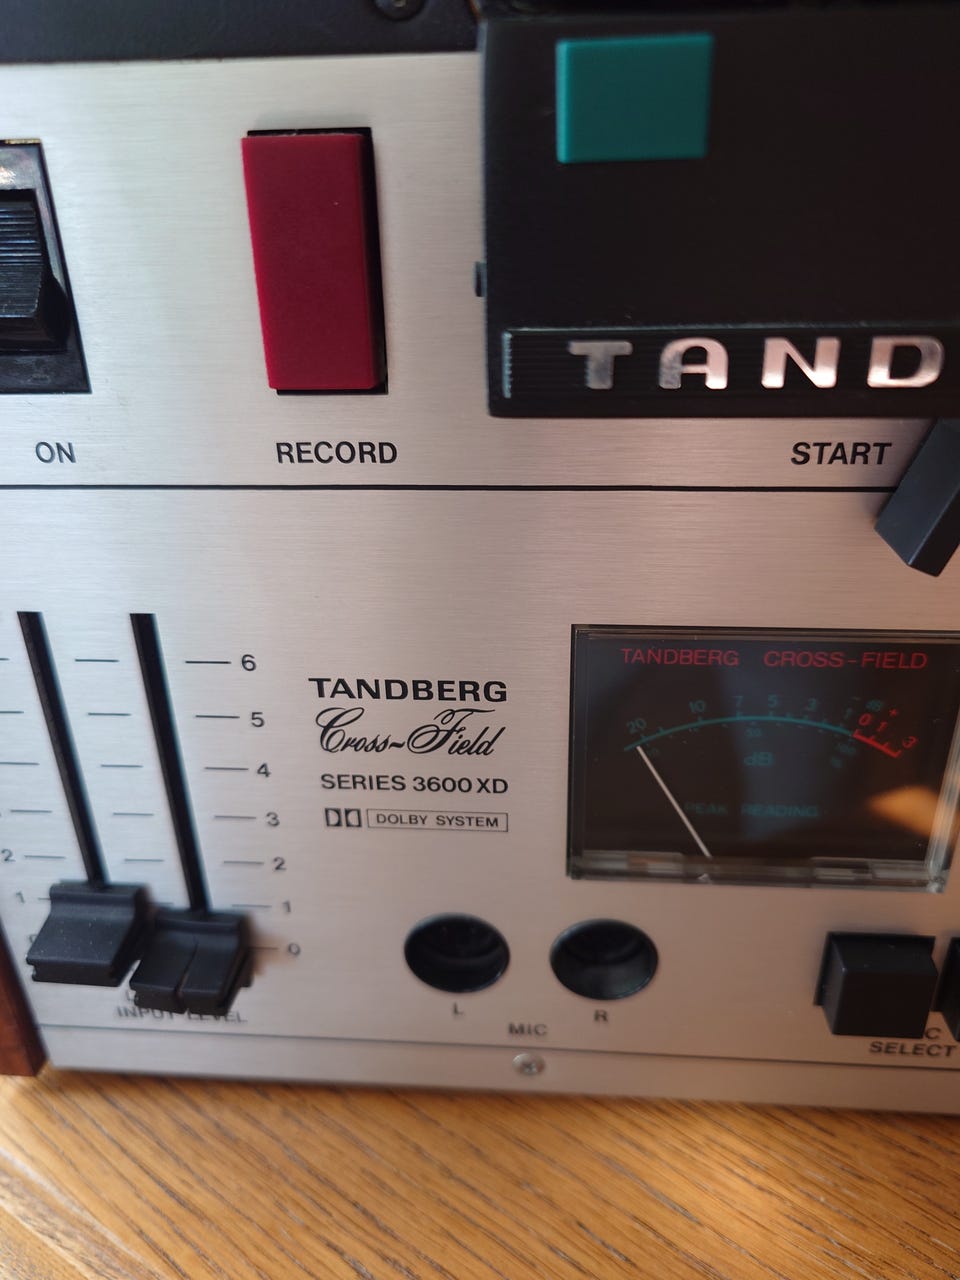 TAND
ON
RECORD
START
6
5
4
3
2
1
0
2
1
TANDBERG
Cross~Field
SERIES 3600 XD
DOLBY SYSTEM
TANDBERG CROSS-FIELD
20 10 7 5 3 1 0 1 3
dB
PEAK READING
INPUT LEVEL
L
R
MIC
SELECT